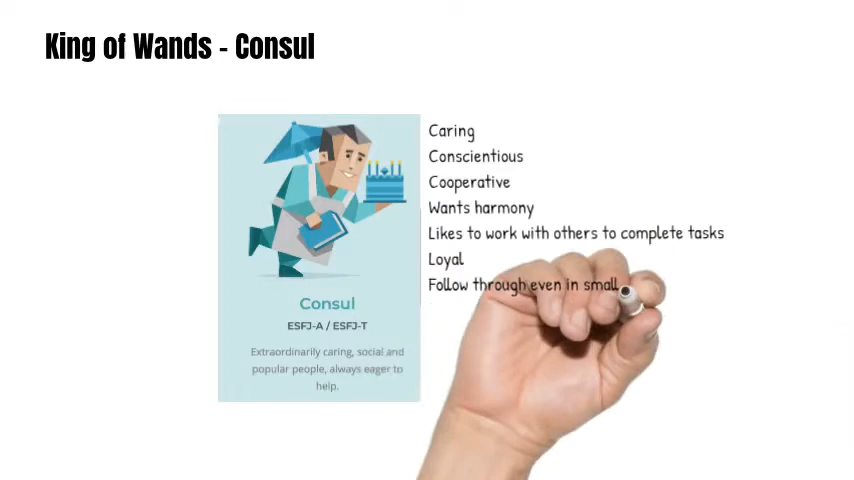 King of Wands - Consul
Caring
Conscientious
Cooperative
Wants harmony
Likes to work with others to complete tasks
Loyal
Follow through even in small
Consul
ESFJ-A / ESFJ-T
Extraordinarily caring, social and
popular people, always eager to
help.